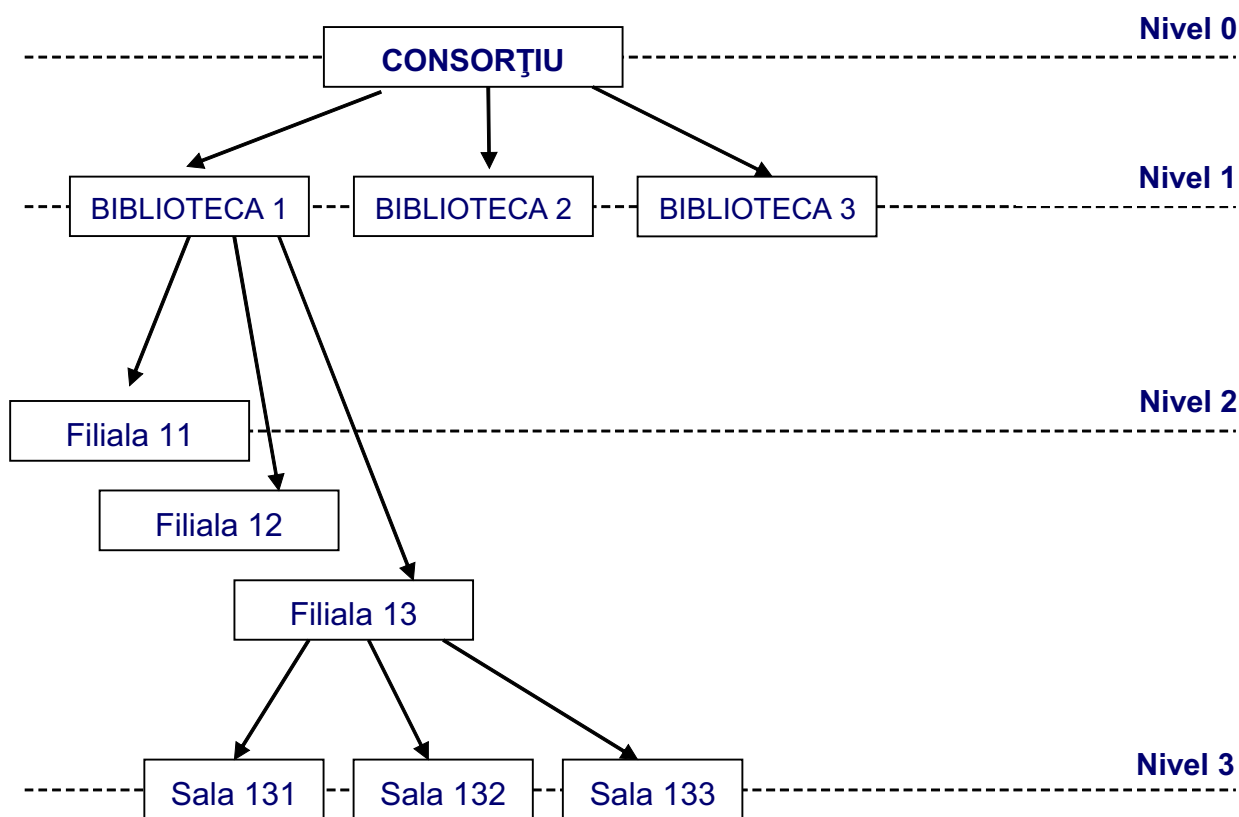 Nivel 0
CONSORŢIU
Nivel 1
BIBLIOTECA 1
BIBLIOTECA 2
BIBLIOTECA 3
Nivel 2
Filiala 11
Filiala 12
Filiala 13
Nivel 3
Sala 131
Sala 132
Sala 133